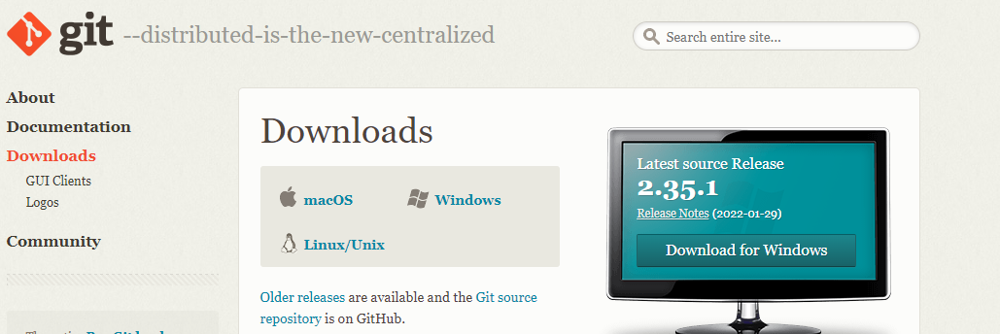 git --distributed-is-the-new-centralized
Search entire site...
About
Documentation
Downloads
GUI Clients
Logos
Community
Downloads
macOS
Windows
Linux/Unix
Older releases are available and the Git source
repository is on GitHub.
Latest source Release
2.35.1
Release Notes (2022-01-29)
Download for Windows